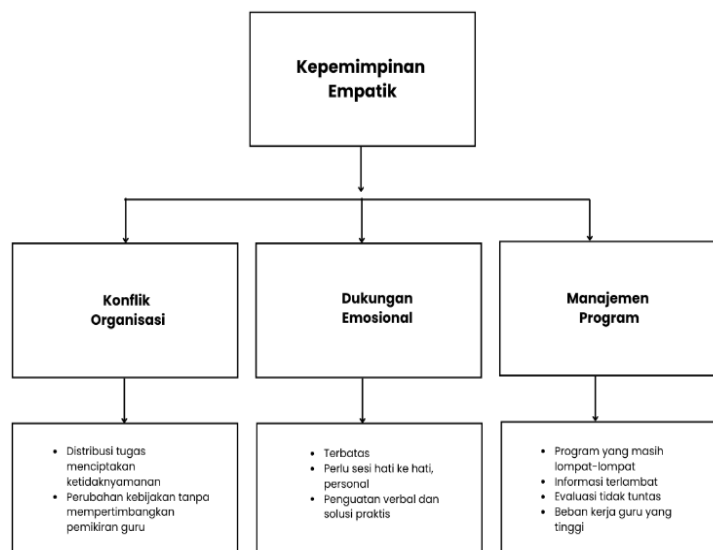 Kepemimpinan
Empatik
Konflik
Organisasi
Dukungan
Emosional
Manajemen
Program
• Distribusi tugas
menciptakan
ketidaknyamanan
• Perubahan kebijakan tanpa
mempertimbangkan
pemikiran guru
• Terbatas
• Perlu sesi hati ke hati,
personal
• Penguatan verbal dan
solusi praktis
• Program yang masih
lompat-lompat
• Informasi terlambat
• Evaluasi tidak tuntas
• Beban kerja guru yang
tinggi